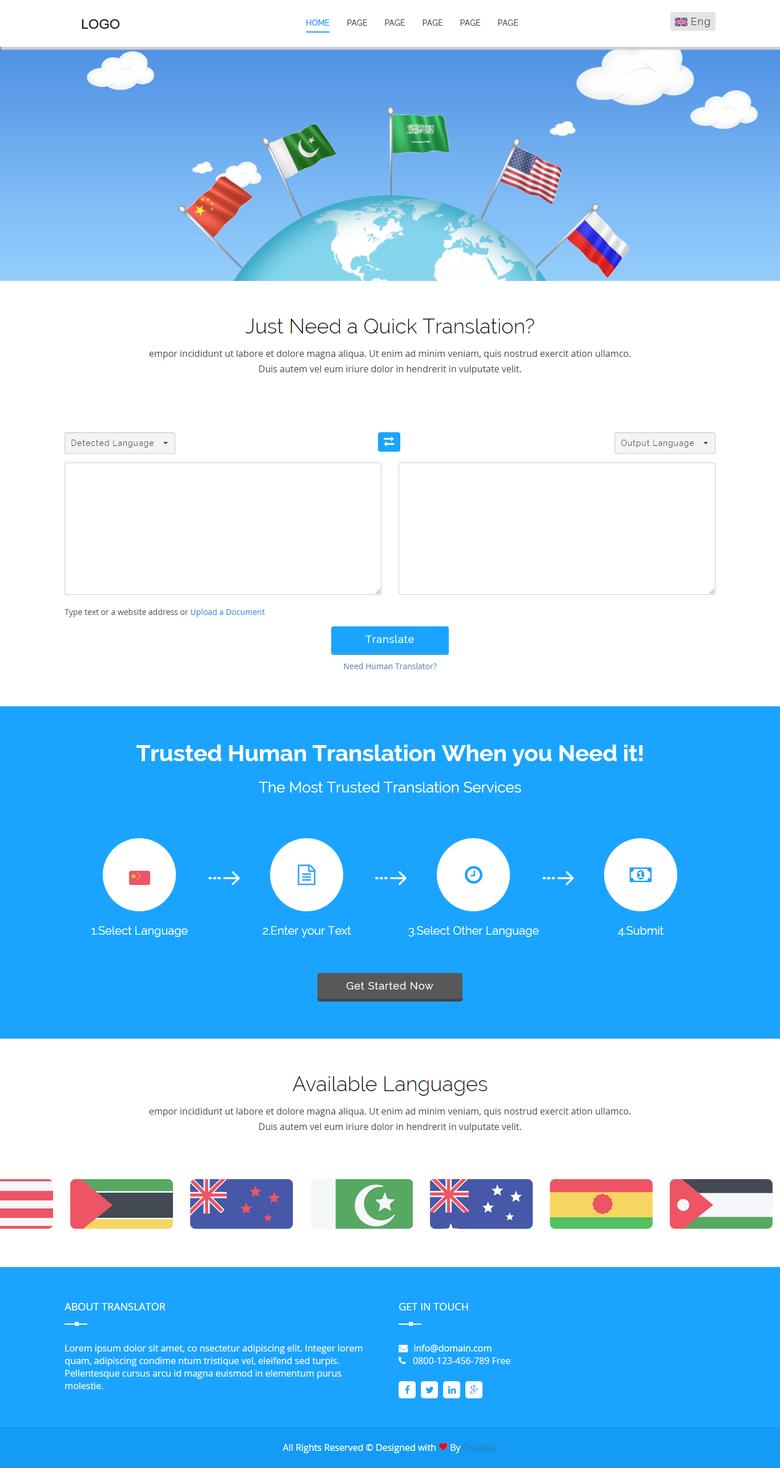 LOGO
HOME PAGE PAGE PAGE PAGE PAGE
Eng
Just Need a Quick Translation?
empor incididunt ut labore et dolore magna aliqua. Ut enim ad minim veniam, quis nostrud exercit ation ullamco.
Duis autem vel eum iriure dolor in hendrerit in vulputate velit.
Detected Language
Output Language
Type text or a website address or Upload a Document
Translate
Need Human Translator?
Trusted Human Translation When you Need it!
The Most Trusted Translation Services
1.Select Language
2.Enter your Text
3.Select Other Language
4.Submit
Get Started Now
Available Languages
empor incididunt ut labore et dolore magna aliqua. Ut enim ad minim veniam, quis nostrud exercit ation ullamco.
Duis autem vel eum iriure dolor in hendrerit in vulputate velit.
ABOUT TRANSLATOR
Lorem ipsum dolor sit amet, co nsectetur adipiscing elit. Integer lorem
quam, adipiscing condime ntum tristique vel, eleifend sed turpis.
Pellentesque cursus arcu id magna euismod in elementum purus
molestie.
GET IN TOUCH
info@domain.com
0800-123-456-789 Free
All Rights Reserved © Designed with ❤ By